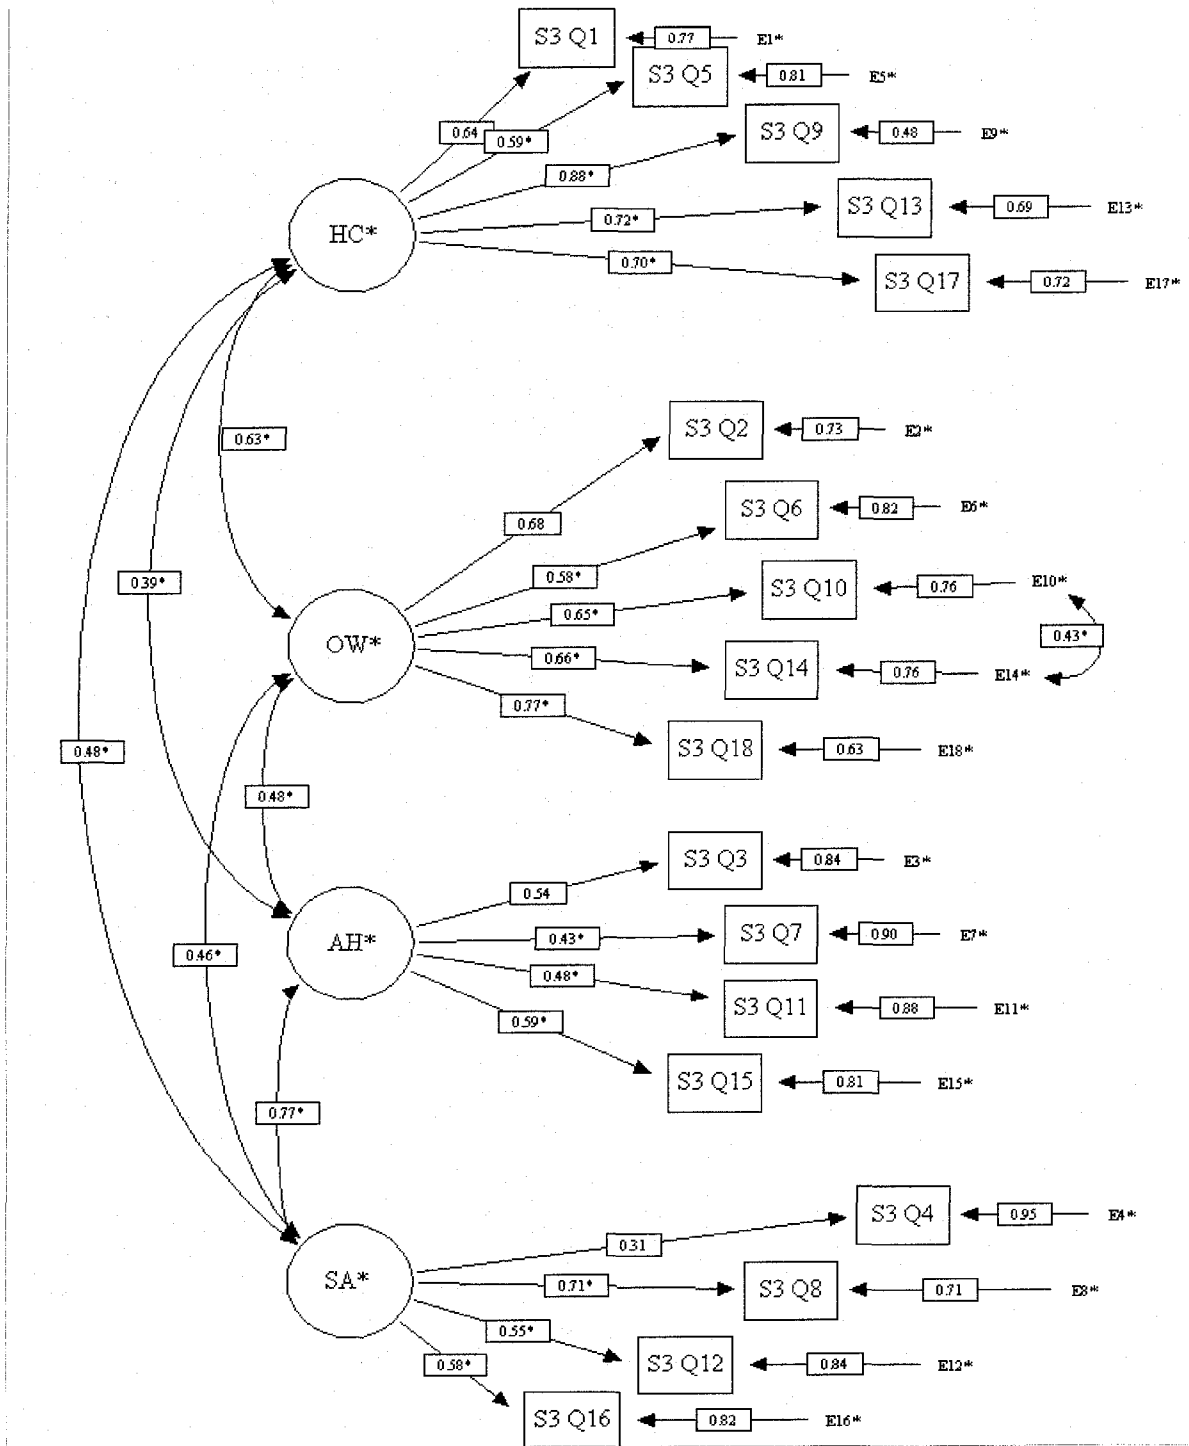 S3 Q1 0.77 E1*
S3 Q5 0.81 E5*
0.64 0.59*
S3 Q9 0.48 E9*
0.88*
S3 Q13 0.69 E13*
0.72*
HC*
0.70*
S3 Q17 0.72 E17*
0.63*
S3 Q2 0.73 E2*
0.68
S3 Q6 0.82 E6*
0.58*
0.39*
S3 Q10 0.76 E10*
0.65*
0.43*
OW*
0.66*
S3 Q14 0.76 E14*
0.77*
S3 Q18 0.63 E18*
0.48*
0.48*
S3 Q3 0.84 E3*
0.54
AH*
0.43*
S3 Q7 0.90 E7*
0.46*
0.48*
S3 Q11 0.88 E11*
0.59*
S3 Q15 0.81 E15*
0.77*
S3 Q4 0.95 E4*
0.31
SA*
0.71*
S3 Q8 0.71 E8*
0.55*
S3 Q12 0.84 E12*
0.58*
S3 Q16 0.82 E16*